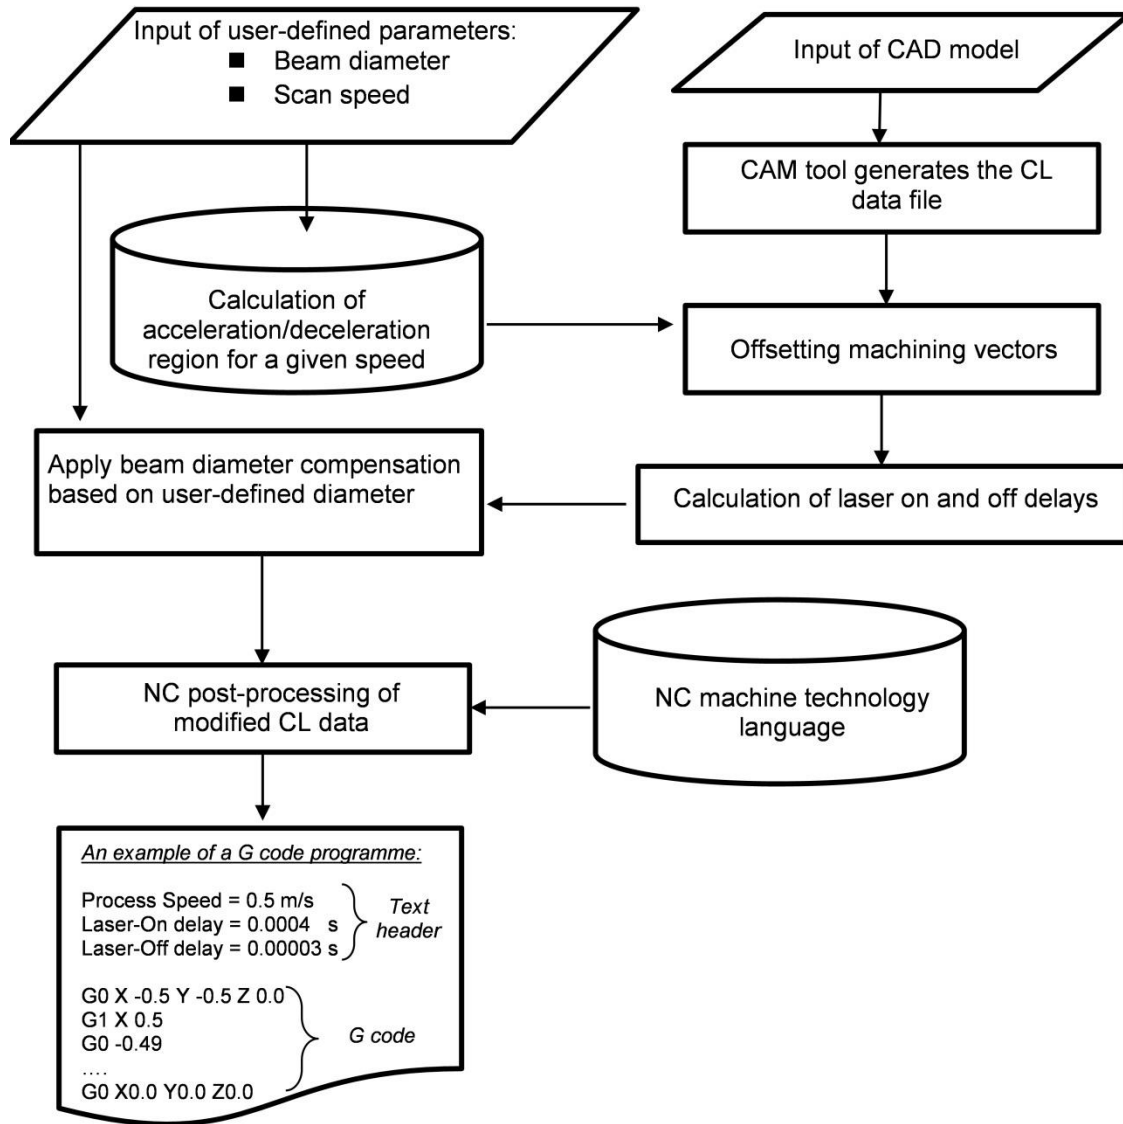 Input of user-defined parameters:
■ Beam diameter
■ Scan speed
Input of CAD model
CAM tool generates the CL
data file
Calculation of
acceleration/deceleration
region for a given speed
Offsetting machining vectors
Apply beam diameter compensation
based on user-defined diameter
Calculation of laser on and off delays
NC post-processing of
modified CL data
NC machine technology
language
An example of a G code programme:
Process Speed = 0.5 m/s
Laser-On delay = 0.0004 s
Laser-Off delay = 0.00003 s
Text
header
G0 X -0.5 Y -0.5 Z 0.0
G1 X 0.5
G0 -0.49
....
G0 X0.0 Y0.0 Z0.0
G code